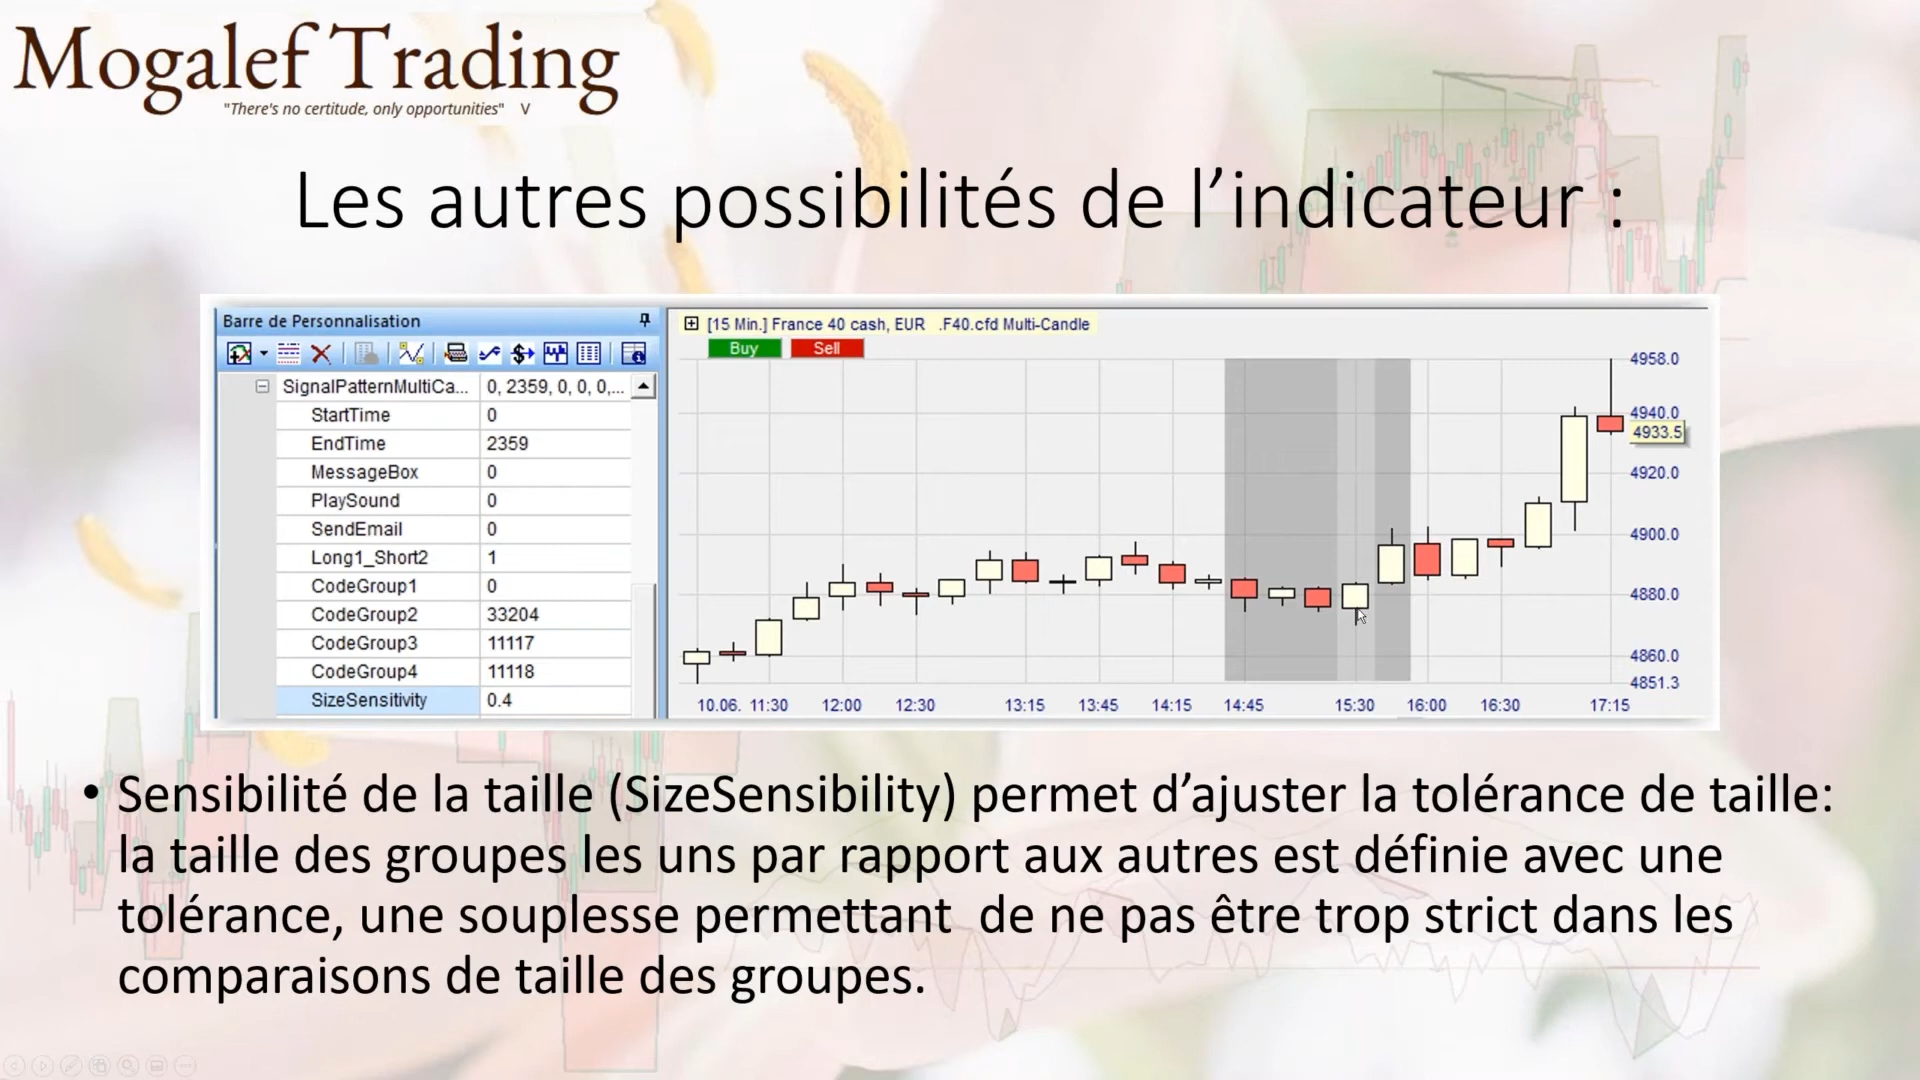 Mogalef Trading
"There's no certitude, only opportunities" V
Les autres possibilités de l'indicateur :
Barre de Personnalisation
SignalPatternMultiCa... 0, 2359, 0, 0, 0,...
StartTime 0
EndTime 2359
MessageBox 0
PlaySound 0
SendEmail 0
Long1_Short2 1
CodeGroup1 0
CodeGroup2 33204
CodeGroup3 11117
CodeGroup4 11118
SizeSensitivity 0.4
[15 Min.] France 40 cash, EUR .F40.cfd Multi-Candle
Buy Sell
4958.0
4940.0
4933.5
4920.0
4900.0
4880.0
4860.0
4851.3
10.06. 11:30 12:00 12:30 13:15 13:45 14:15 14:45 15:30 16:00 16:30 17:15
• Sensibilité de la taille (SizeSensibility) permet d'ajuster la tolérance de taille:
la taille des groupes les uns par rapport aux autres est définie avec une
tolérance, une souplesse permettant de ne pas être trop strict dans les
comparaisons de taille des groupes.